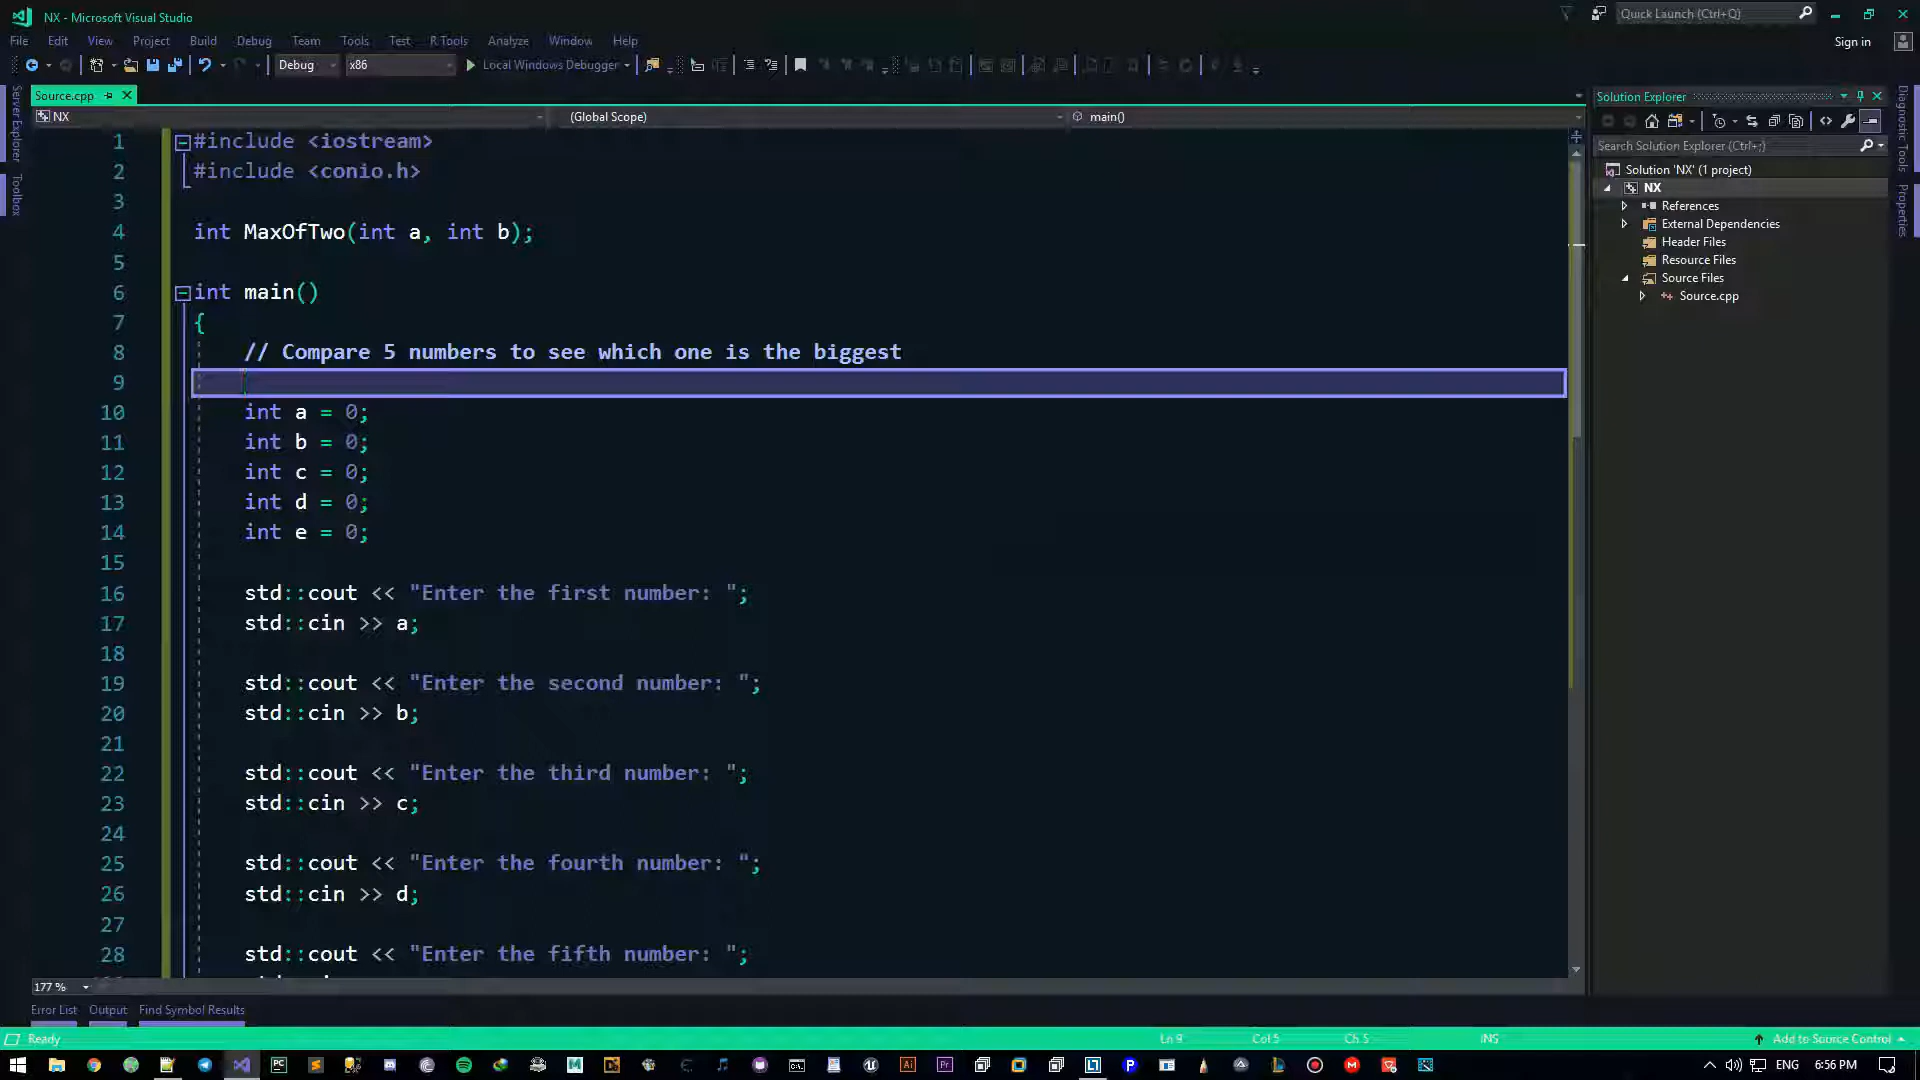 NX - Microsoft Visual Studio
Quick Launch (Ctrl+Q)
File Edit View Project Build Debug Team Tools Test R Tools Analyze Window Help
Sign in
Debug x86 Local Windows Debugger
Source.cpp
Solution Explorer
NX (Global Scope) main()
Search Solution Explorer (Ctrl+;)
Solution 'NX' (1 project)
NX
References
External Dependencies
Header Files
Resource Files
Source Files
Source.cpp
Server Explorer
Toolbox
Diagnostic Tools
Properties
1 #include <iostream>
2 #include <conio.h>
3
4 int MaxOfTwo(int a, int b);
5
6 int main()
7 {
8 // Compare 5 numbers to see which one is the biggest
9
10 int a = 0;
11 int b = 0;
12 int c = 0;
13 int d = 0;
14 int e = 0;
15
16 std::cout << "Enter the first number: ";
17 std::cin >> a;
18
19 std::cout << "Enter the second number: ";
20 std::cin >> b;
21
22 std::cout << "Enter the third number: ";
23 std::cin >> c;
24
25 std::cout << "Enter the fourth number: ";
26 std::cin >> d;
27
28 std::cout << "Enter the fifth number: ";
177 %
Error List Output Find Symbol Results
Ready Ln 9 Col 5 Ch 5 INS Add to Source Control
ENG 6:56 PM